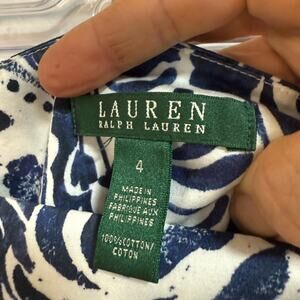 LAUREN
RALPH LAUREN
4
MADE IN
PHILIPPINES
FABRIQUÉ AUX
PHILIPPINES
100% COTTON/
COTON